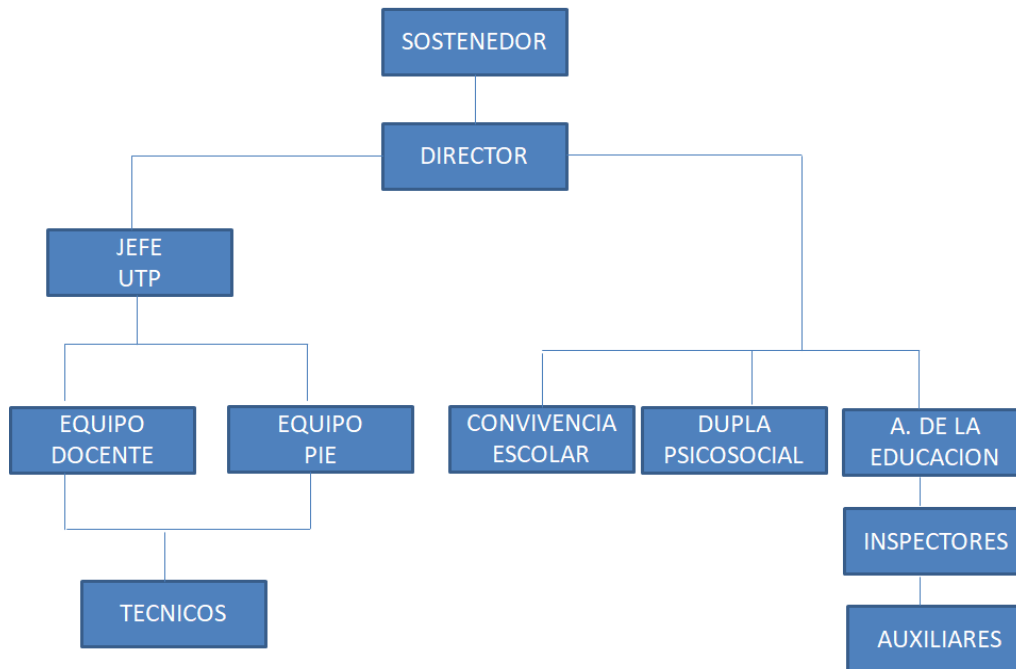 SOSTENEDOR
DIRECTOR
JEFE
UTP
EQUIPO
DOCENTE
EQUIPO
PIE
CONVIVENCIA
ESCOLAR
DUPLA
PSICOSOCIAL
A. DE LA
EDUCACION
INSPECTORES
TECNICOS
AUXILIARES